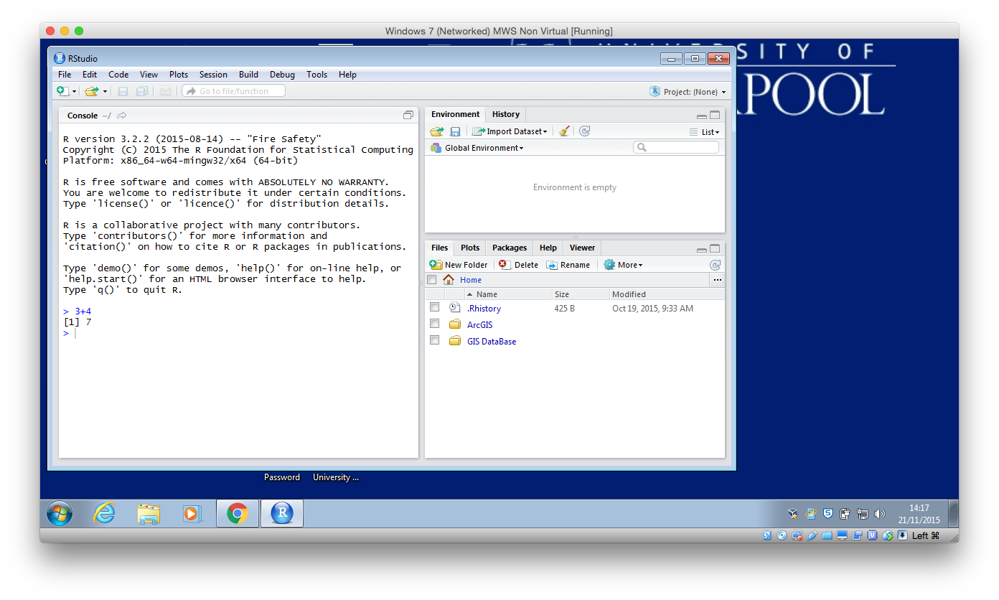 Windows 7 (Networked) MWS Non Virtual [Running]
SITY OF
POOL
RStudio
File Edit Code View Plots Session Build Debug Tools Help
Go to file/function
Project: (None)
Console ~/
R version 3.2.2 (2015-08-14) -- "Fire Safety"
Copyright (C) 2015 The R Foundation for Statistical Computing
Platform: x86_64-w64-mingw32/x64 (64-bit)
R is free software and comes with ABSOLUTELY NO WARRANTY.
You are welcome to redistribute it under certain conditions.
Type 'license()' or 'licence()' for distribution details.
R is a collaborative project with many contributors.
Type 'contributors()' for more information and
'citation()' on how to cite R or R packages in publications.
Type 'demo()' for some demos, 'help()' for on-line help, or
'help.start()' for an HTML browser interface to help.
Type 'q()' to quit R.
> 3+4
[1] 7
>
Environment History
Import Dataset List
Global Environment
Environment is empty
Files Plots Packages Help Viewer
New Folder Delete Rename More
Home ...
Name Size Modified
.Rhistory 425 B Oct 19, 2015, 9:33 AM
ArcGIS
GIS DataBase
Password University ...
14:17
21/11/2015
Left ⌘